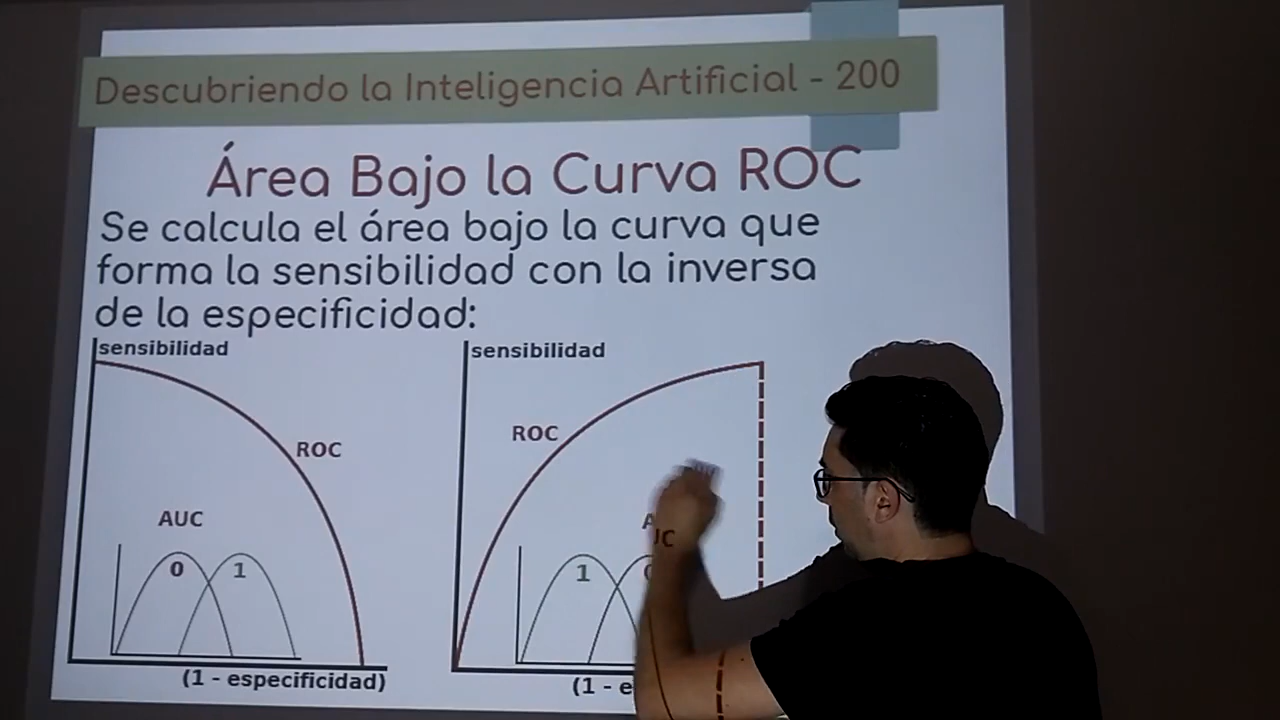 Descubriendo la Inteligencia Artificial - 200
Área Bajo la Curva ROC
Se calcula el área bajo la curva que
forma la sensibilidad con la inversa
de la especificidad:
sensibilidad
ROC
AUC
0 1
(1 - especificidad)
sensibilidad
ROC
1